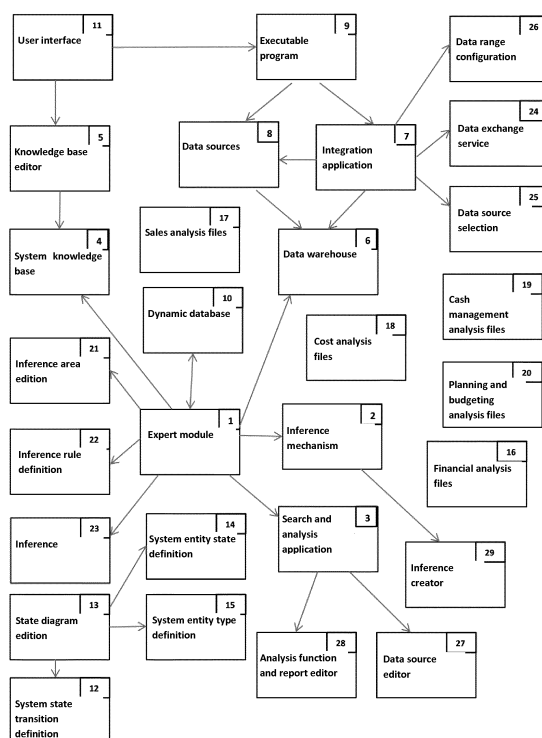 11
User interface
9
Executable
program
26
Data range
configuration
5
Knowledge base
editor
8
Data sources
7
Integration
application
24
Data exchange
service
25
Data source
selection
4
System knowledge
base
17
Sales analysis files
6
Data warehouse
10
Dynamic database
18
Cost analysis
files
19
Cash
management
analysis files
21
Inference area
edition
20
Planning and
budgeting
analysis files
1
Expert module
2
Inference
mechanism
22
Inference rule
definition
16
Financial analysis
files
23
Inference
14
System entity state
definition
3
Search and
analysis
application
29
Inference
creator
13
State diagram
edition
15
System entity type
definition
28
Analysis function
and report editor
27
Data source
editor
12
System state
transition
definition